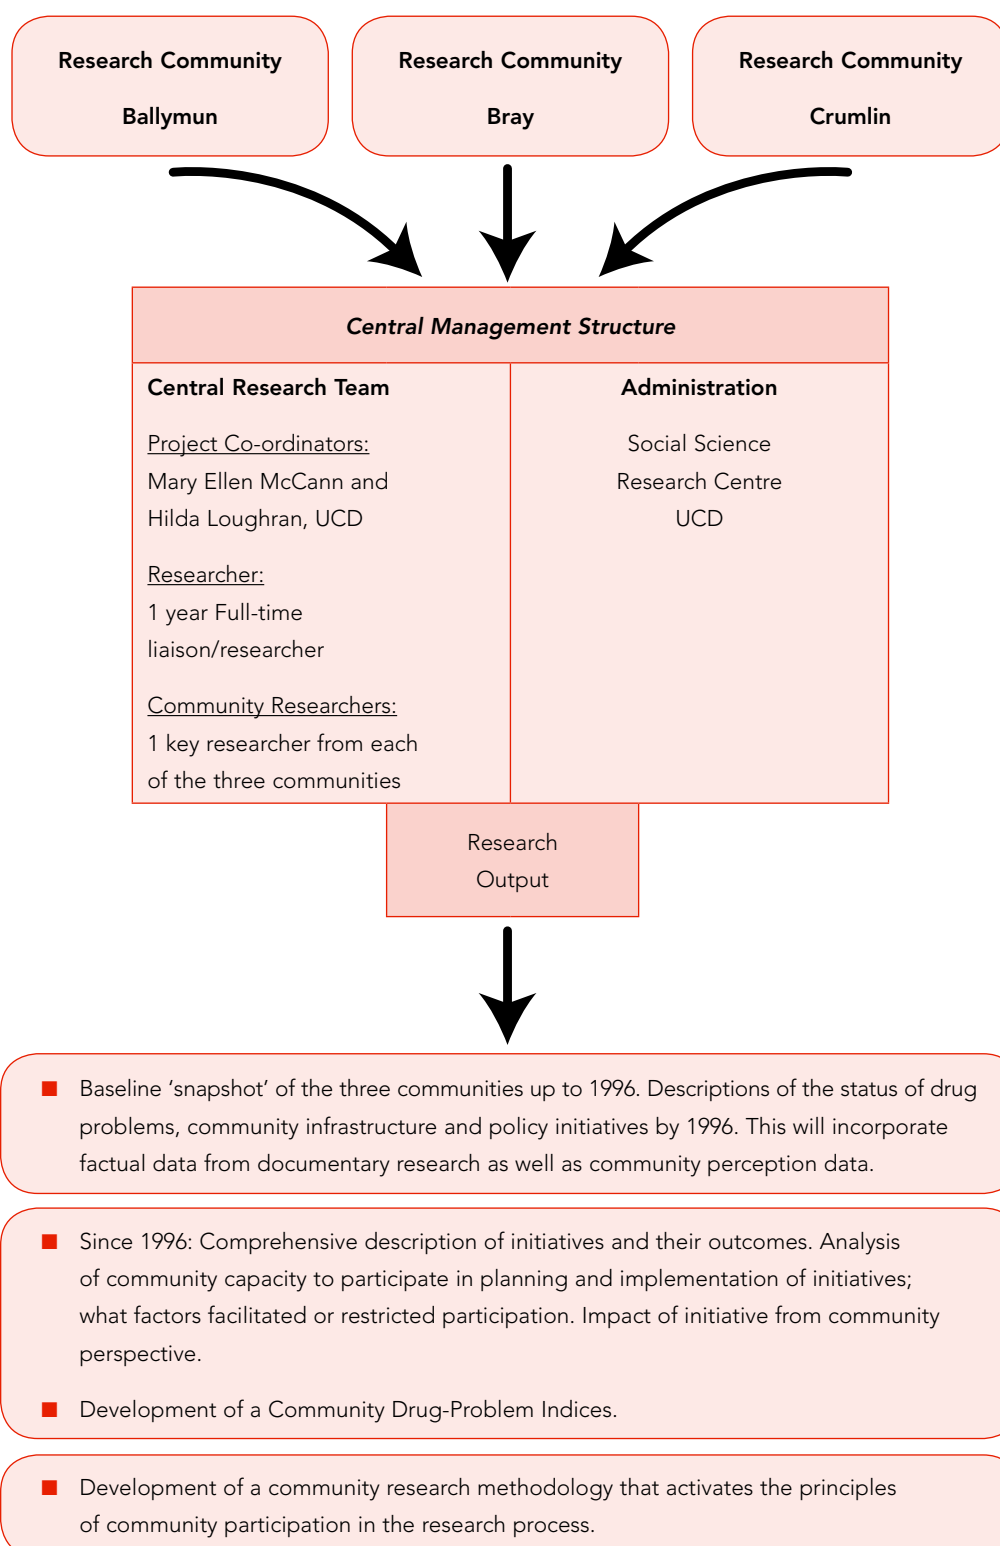 Research Community
Ballymun
Research Community
Bray
Research Community
Crumlin
Central Management Structure
Central Research Team
Project Co-ordinators:
Mary Ellen McCann and
Hilda Loughran, UCD
Researcher:
1 year Full-time
liaison/researcher
Community Researchers:
1 key researcher from each
of the three communities
Administration
Social Science
Research Centre
UCD
Research
Output
■ Baseline ‘snapshot’ of the three communities up to 1996. Descriptions of the status of drug
problems, community infrastructure and policy initiatives by 1996. This will incorporate
factual data from documentary research as well as community perception data.
■ Since 1996: Comprehensive description of initiatives and their outcomes. Analysis
of community capacity to participate in planning and implementation of initiatives;
what factors facilitated or restricted participation. Impact of initiative from community
perspective.
■ Development of a Community Drug-Problem Indices.
■ Development of a community research methodology that activates the principles
of community participation in the research process.